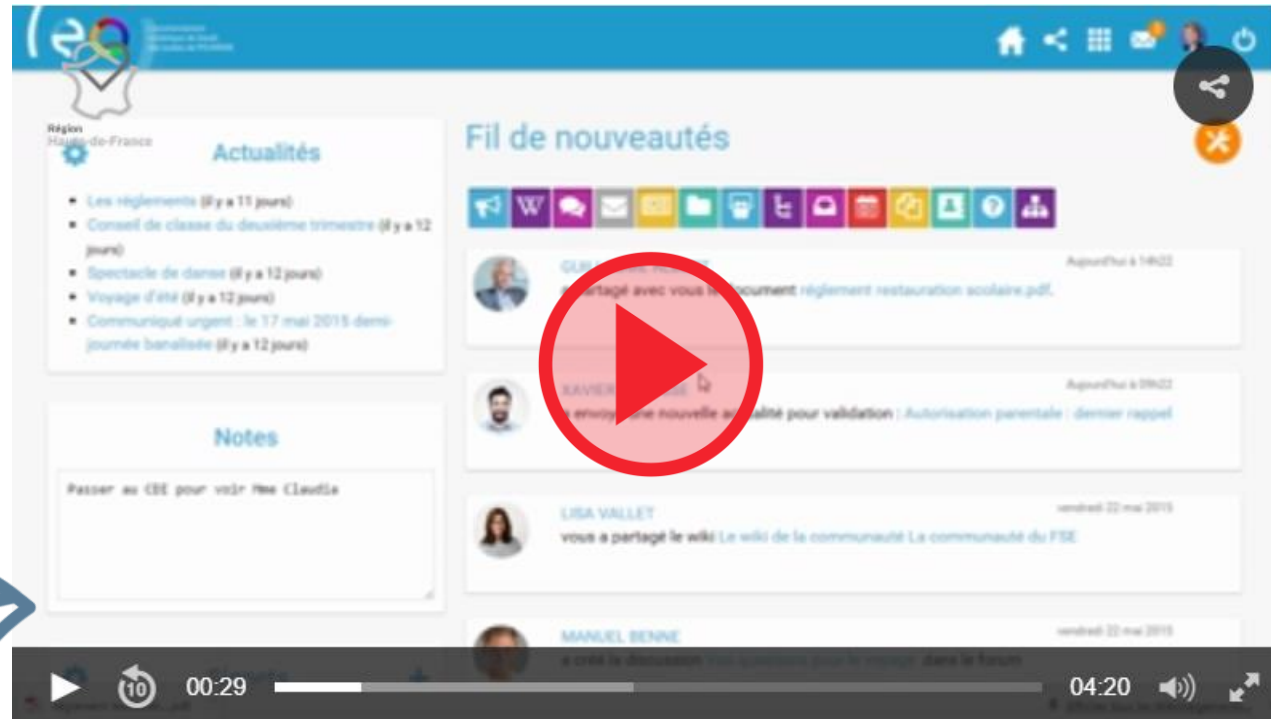 Région
Hauts-de-France
Actualités
Les règlements (il y a 11 jours)
Conseil de classe du deuxième trimestre (il y a 12
jours)
Spectacle de danse (il y a 12 jours)
Voyage d'été (il y a 12 jours)
Communiqué urgent : le 17 mai 2015 demi-
journée banalisée (il y a 12 jours)
Notes
Passer au CDI pour voir Mme Claudia
Fil de nouveautés
Aujourd'hui à 14h22
a partagé avec vous le document réglement restauration scolaire.pdf.
XAVIER
Aujourd'hui à 09h22
a envoyé une nouvelle actualité pour validation : Autorisation parentale : dernier rappel
LISA VALLET
vendredi 22 mai 2015
vous a partagé le wiki Le wiki de la communauté La communauté du FSE
MANUEL BENNE
vendredi 22 mai 2015
a créé la discussion dans le forum
10
00:29
04:20